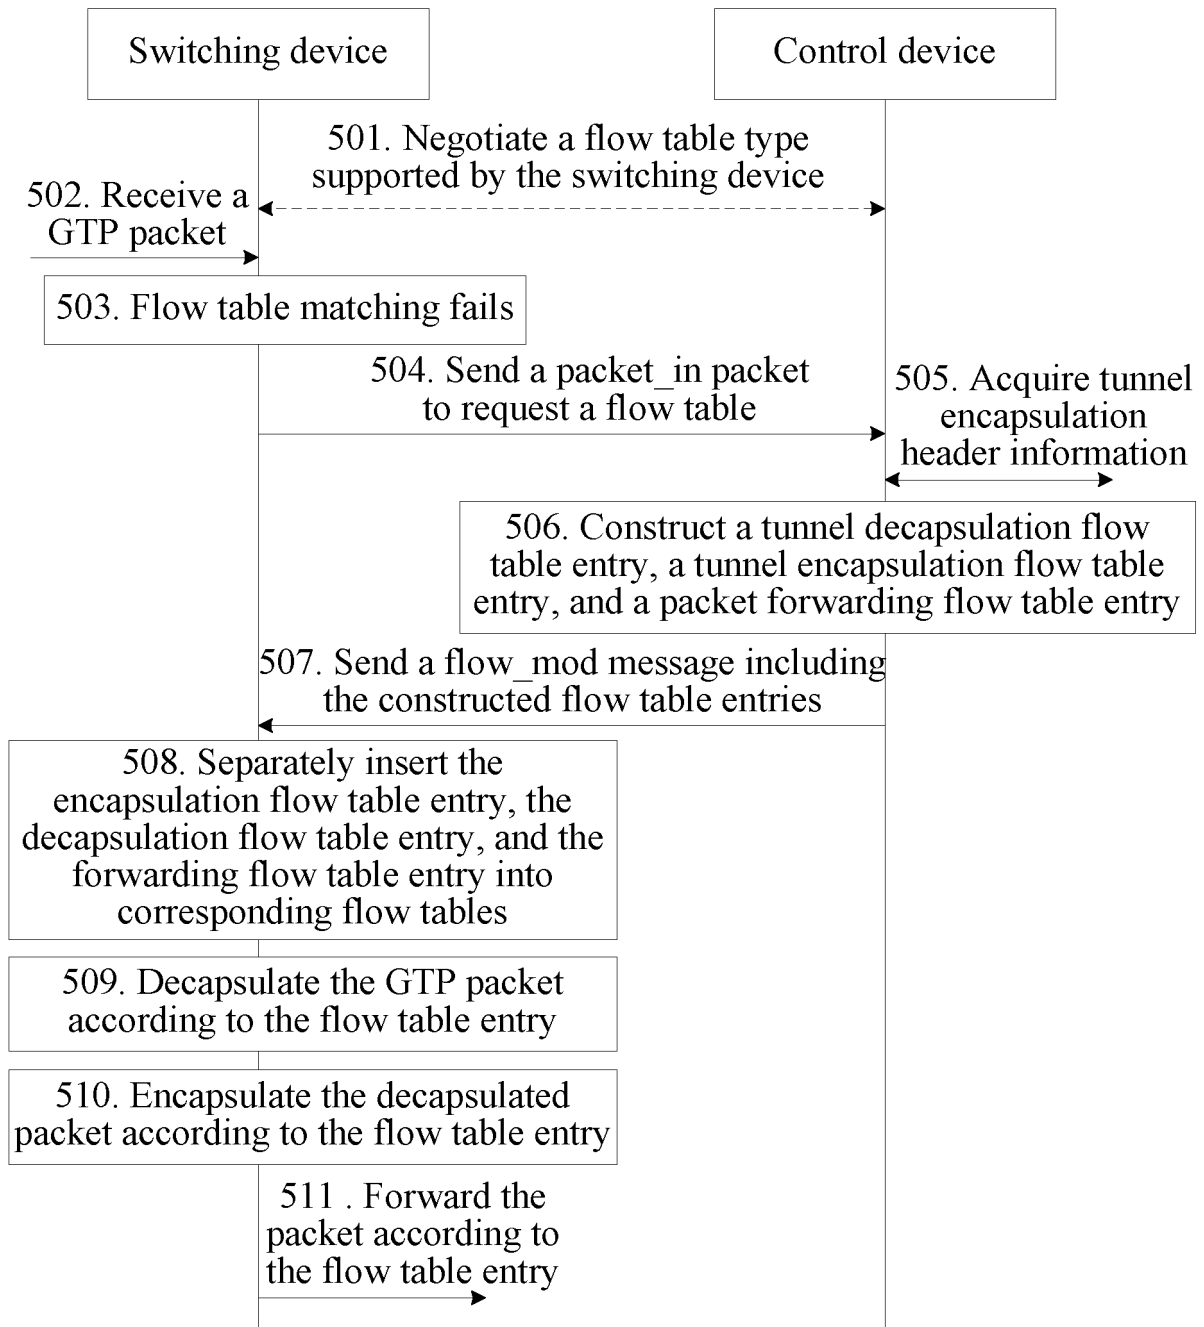 Switching device
Control device
501. Negotiate a flow table type
supported by the switching device
502. Receive a
GTP packet
503. Flow table matching fails
504. Send a packet_in packet
to request a flow table
505. Acquire tunnel
encapsulation
header information
506. Construct a tunnel decapsulation flow
table entry, a tunnel encapsulation flow table
entry, and a packet forwarding flow table entry
507. Send a flow_mod message including
the constructed flow table entries
508. Separately insert the
encapsulation flow table entry, the
decapsulation flow table entry, and the
forwarding flow table entry into
corresponding flow tables
509. Decapsulate the GTP packet
according to the flow table entry
510. Encapsulate the decapsulated
packet according to the flow table entry
511 . Forward the
packet according to
the flow table entry